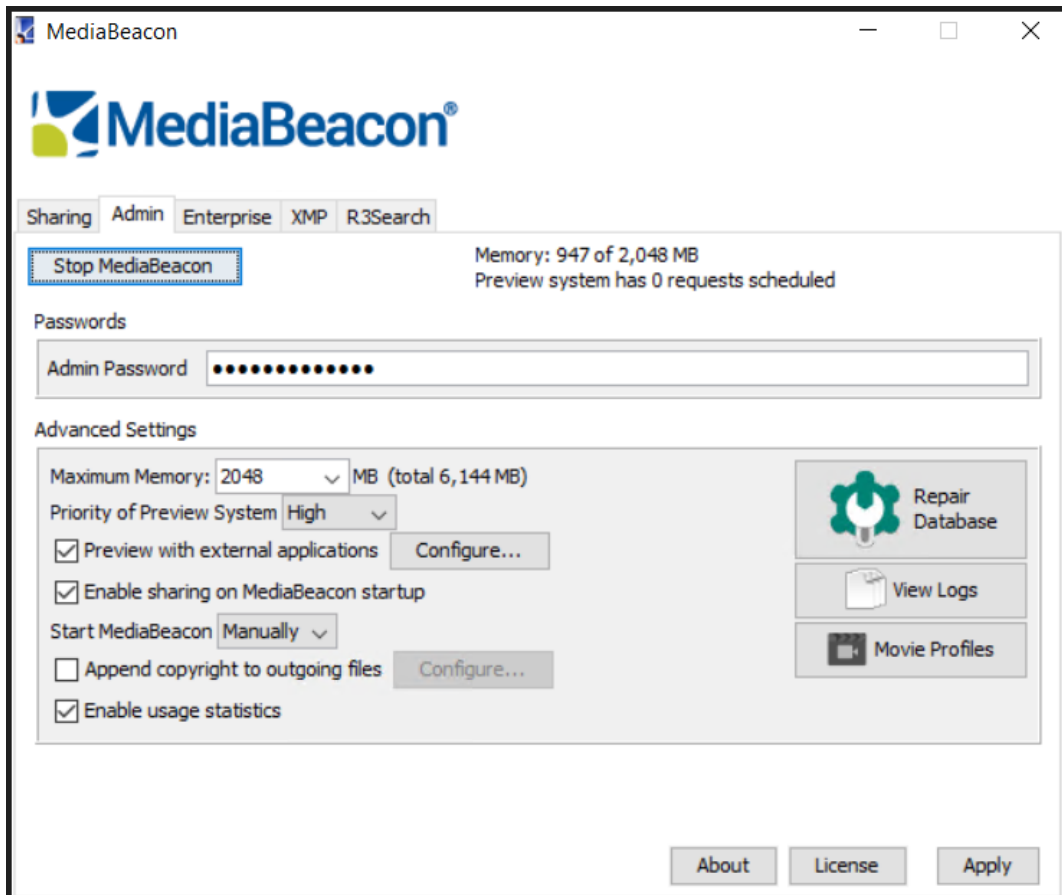 MediaBeacon
MediaBeacon®
Sharing Admin Enterprise XMP R3Search
Stop MediaBeacon
Memory: 947 of 2,048 MB
Preview system has 0 requests scheduled
Passwords
Admin Password •••••••••••••
Advanced Settings
Maximum Memory: 2048 MB (total 6,144 MB)
Priority of Preview System High
Preview with external applications Configure...
Enable sharing on MediaBeacon startup
Start MediaBeacon Manually
Append copyright to outgoing files Configure...
Enable usage statistics
Repair
Database
View Logs
Movie Profiles
About License Apply